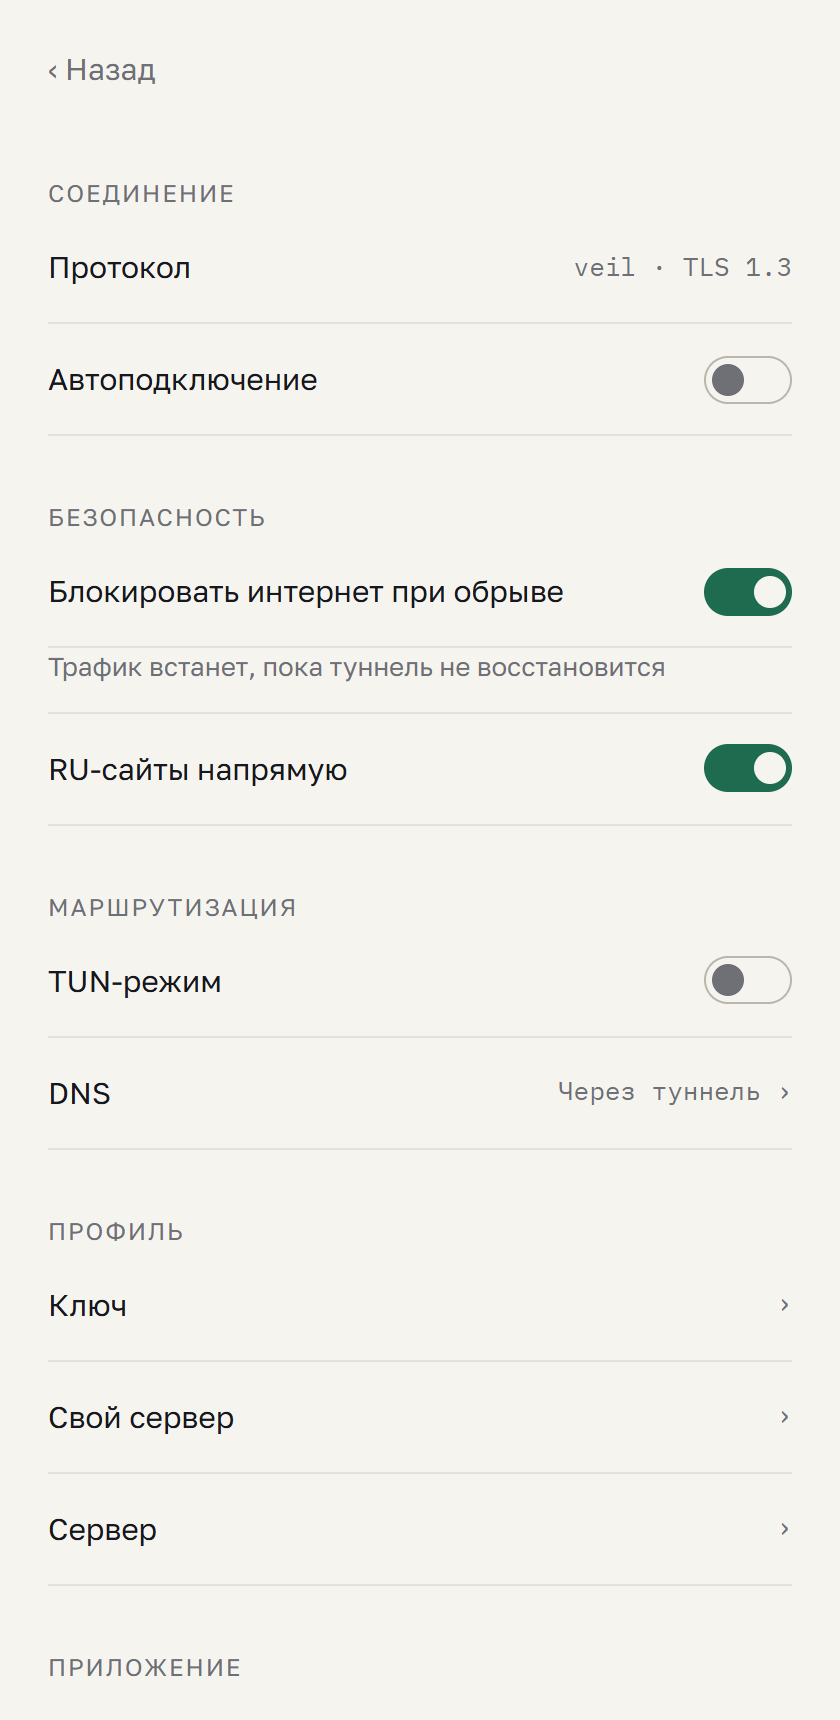 ‹ Назад
СОЕДИНЕНИЕ
Протокол veil · TLS 1.3
Автоподключение
БЕЗОПАСНОСТЬ
Блокировать интернет при обрыве
Трафик встанет, пока туннель не восстановится
RU-сайты напрямую
МАРШРУТИЗАЦИЯ
TUN-режим
DNS Через туннель ›
ПРОФИЛЬ
Ключ ›
Свой сервер ›
Сервер ›
ПРИЛОЖЕНИЕ